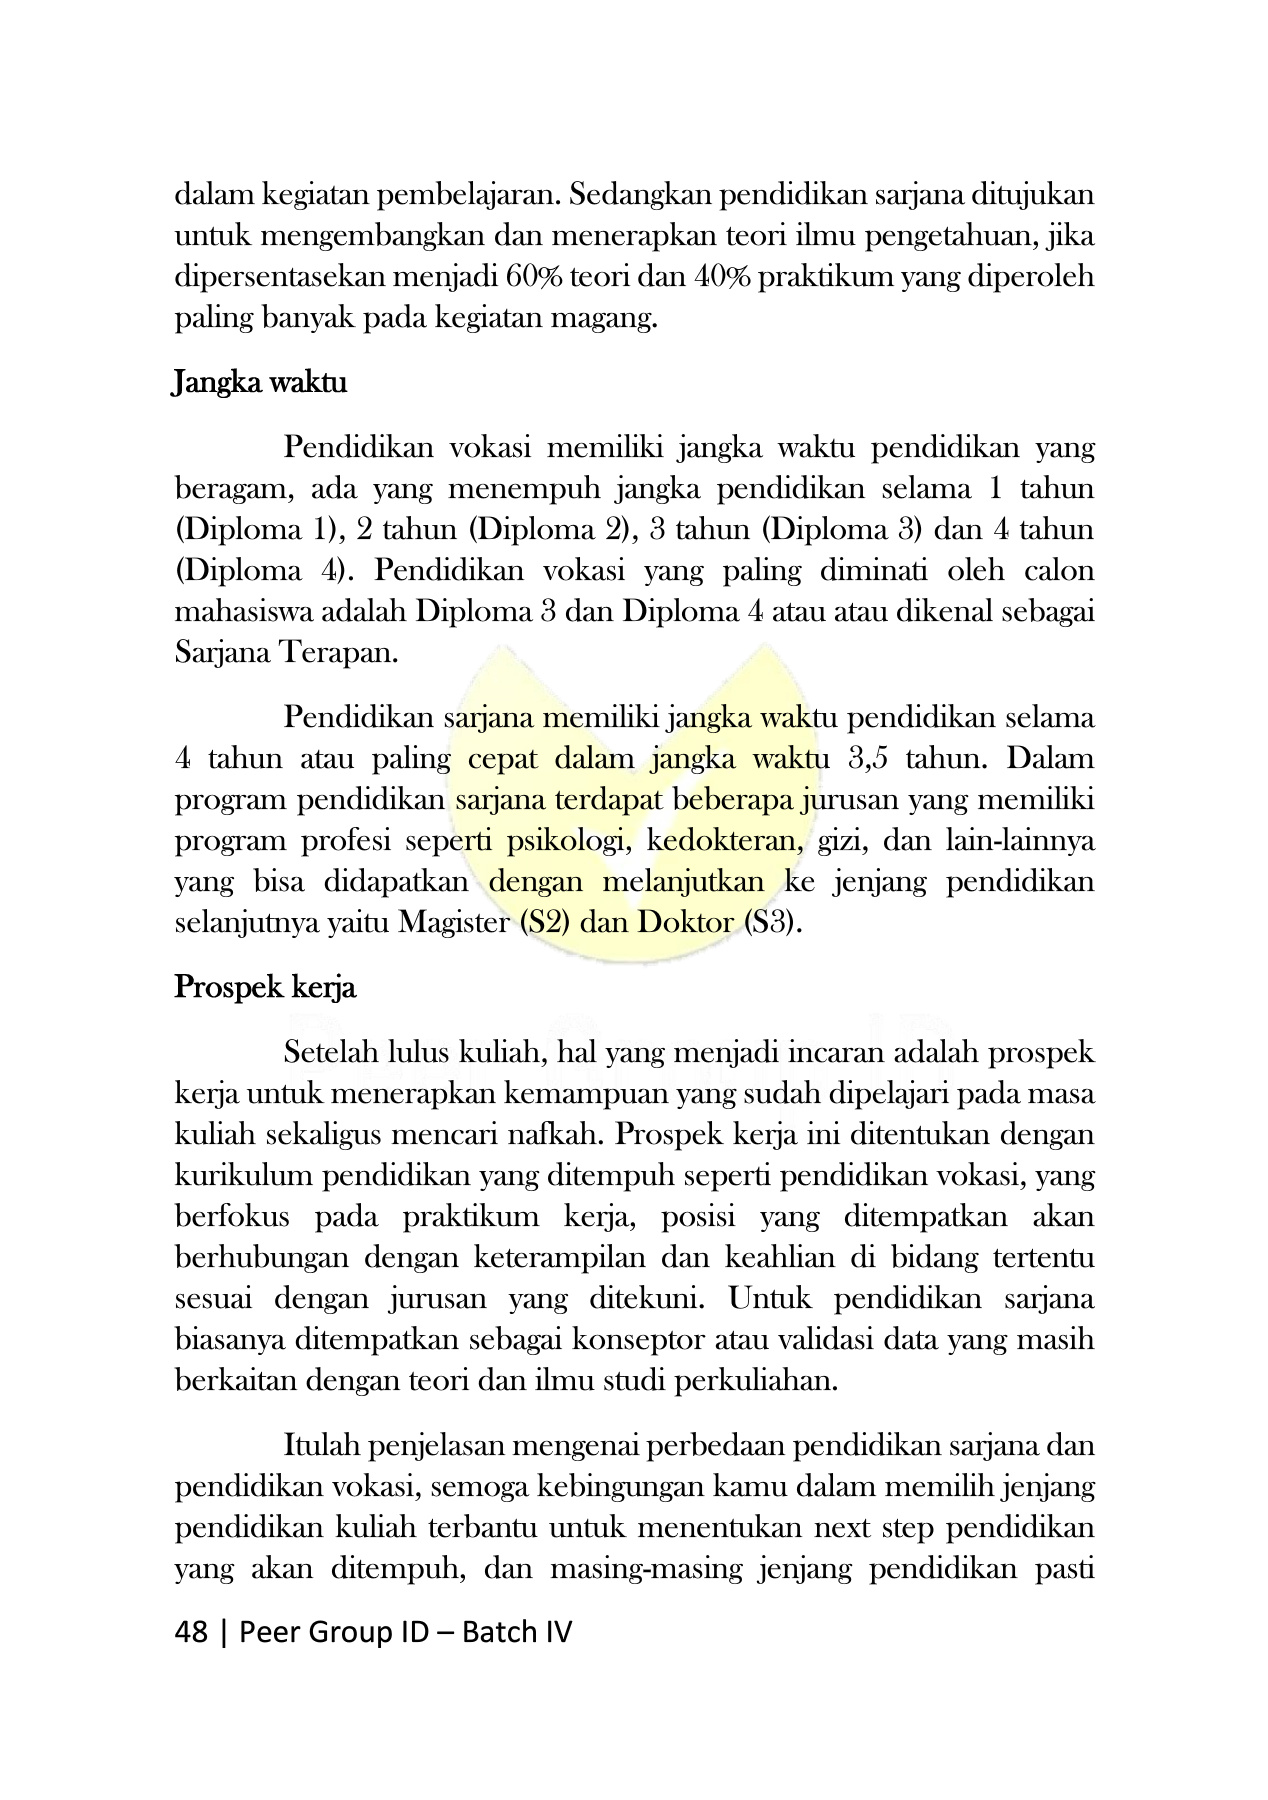 dalam kegiatan pembelajaran. Sedangkan pendidikan sarjana ditujukan
untuk mengembangkan dan menerapkan teori ilmu pengetahuan, jika
dipersentasekan menjadi 60% teori dan 40% praktikum yang diperoleh
paling banyak pada kegiatan magang.
Jangka waktu
Pendidikan vokasi memiliki jangka waktu pendidikan yang
beragam, ada yang menempuh jangka pendidikan selama 1 tahun
(Diploma 1), 2 tahun (Diploma 2), 3 tahun (Diploma 3) dan 4 tahun
(Diploma 4). Pendidikan vokasi yang paling diminati oleh calon
mahasiswa adalah Diploma 3 dan Diploma 4 atau atau dikenal sebagai
Sarjana Terapan.
Pendidikan sarjana memiliki jangka waktu pendidikan selama
4 tahun atau paling cepat dalam jangka waktu 3,5 tahun. Dalam
program pendidikan sarjana terdapat beberapa jurusan yang memiliki
program profesi seperti psikologi, kedokteran, gizi, dan lain-lainnya
yang bisa didapatkan dengan melanjutkan ke jenjang pendidikan
selanjutnya yaitu Magister (S2) dan Doktor (S3).
Prospek kerja
Setelah lulus kuliah, hal yang menjadi incaran adalah prospek
kerja untuk menerapkan kemampuan yang sudah dipelajari pada masa
kuliah sekaligus mencari nafkah. Prospek kerja ini ditentukan dengan
kurikulum pendidikan yang ditempuh seperti pendidikan vokasi, yang
berfokus pada praktikum kerja, posisi yang ditempatkan akan
berhubungan dengan keterampilan dan keahlian di bidang tertentu
sesuai dengan jurusan yang ditekuni. Untuk pendidikan sarjana
biasanya ditempatkan sebagai konseptor atau validasi data yang masih
berkaitan dengan teori dan ilmu studi perkuliahan.
Itulah penjelasan mengenai perbedaan pendidikan sarjana dan
pendidikan vokasi, semoga kebingungan kamu dalam memilih jenjang
pendidikan kuliah terbantu untuk menentukan next step pendidikan
yang akan ditempuh, dan masing-masing jenjang pendidikan pasti
48 | Peer Group ID – Batch IV